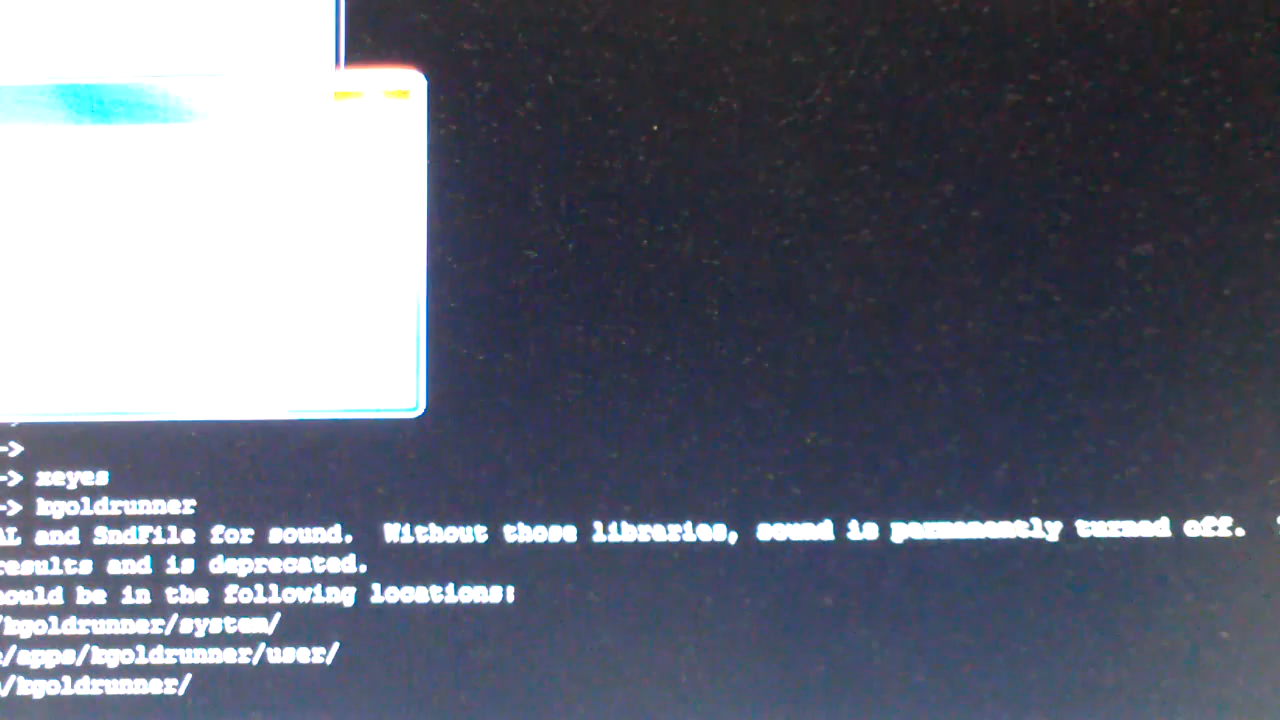 ->
-> xeyes
-> kgoldrunner
AL and SndFile for sound. Without those libraries, sound is permanently turned off.
results and is deprecated.
ould be in the following locations:
/kgoldrunner/system/
/apps/kgoldrunner/user/
/kgoldrunner/